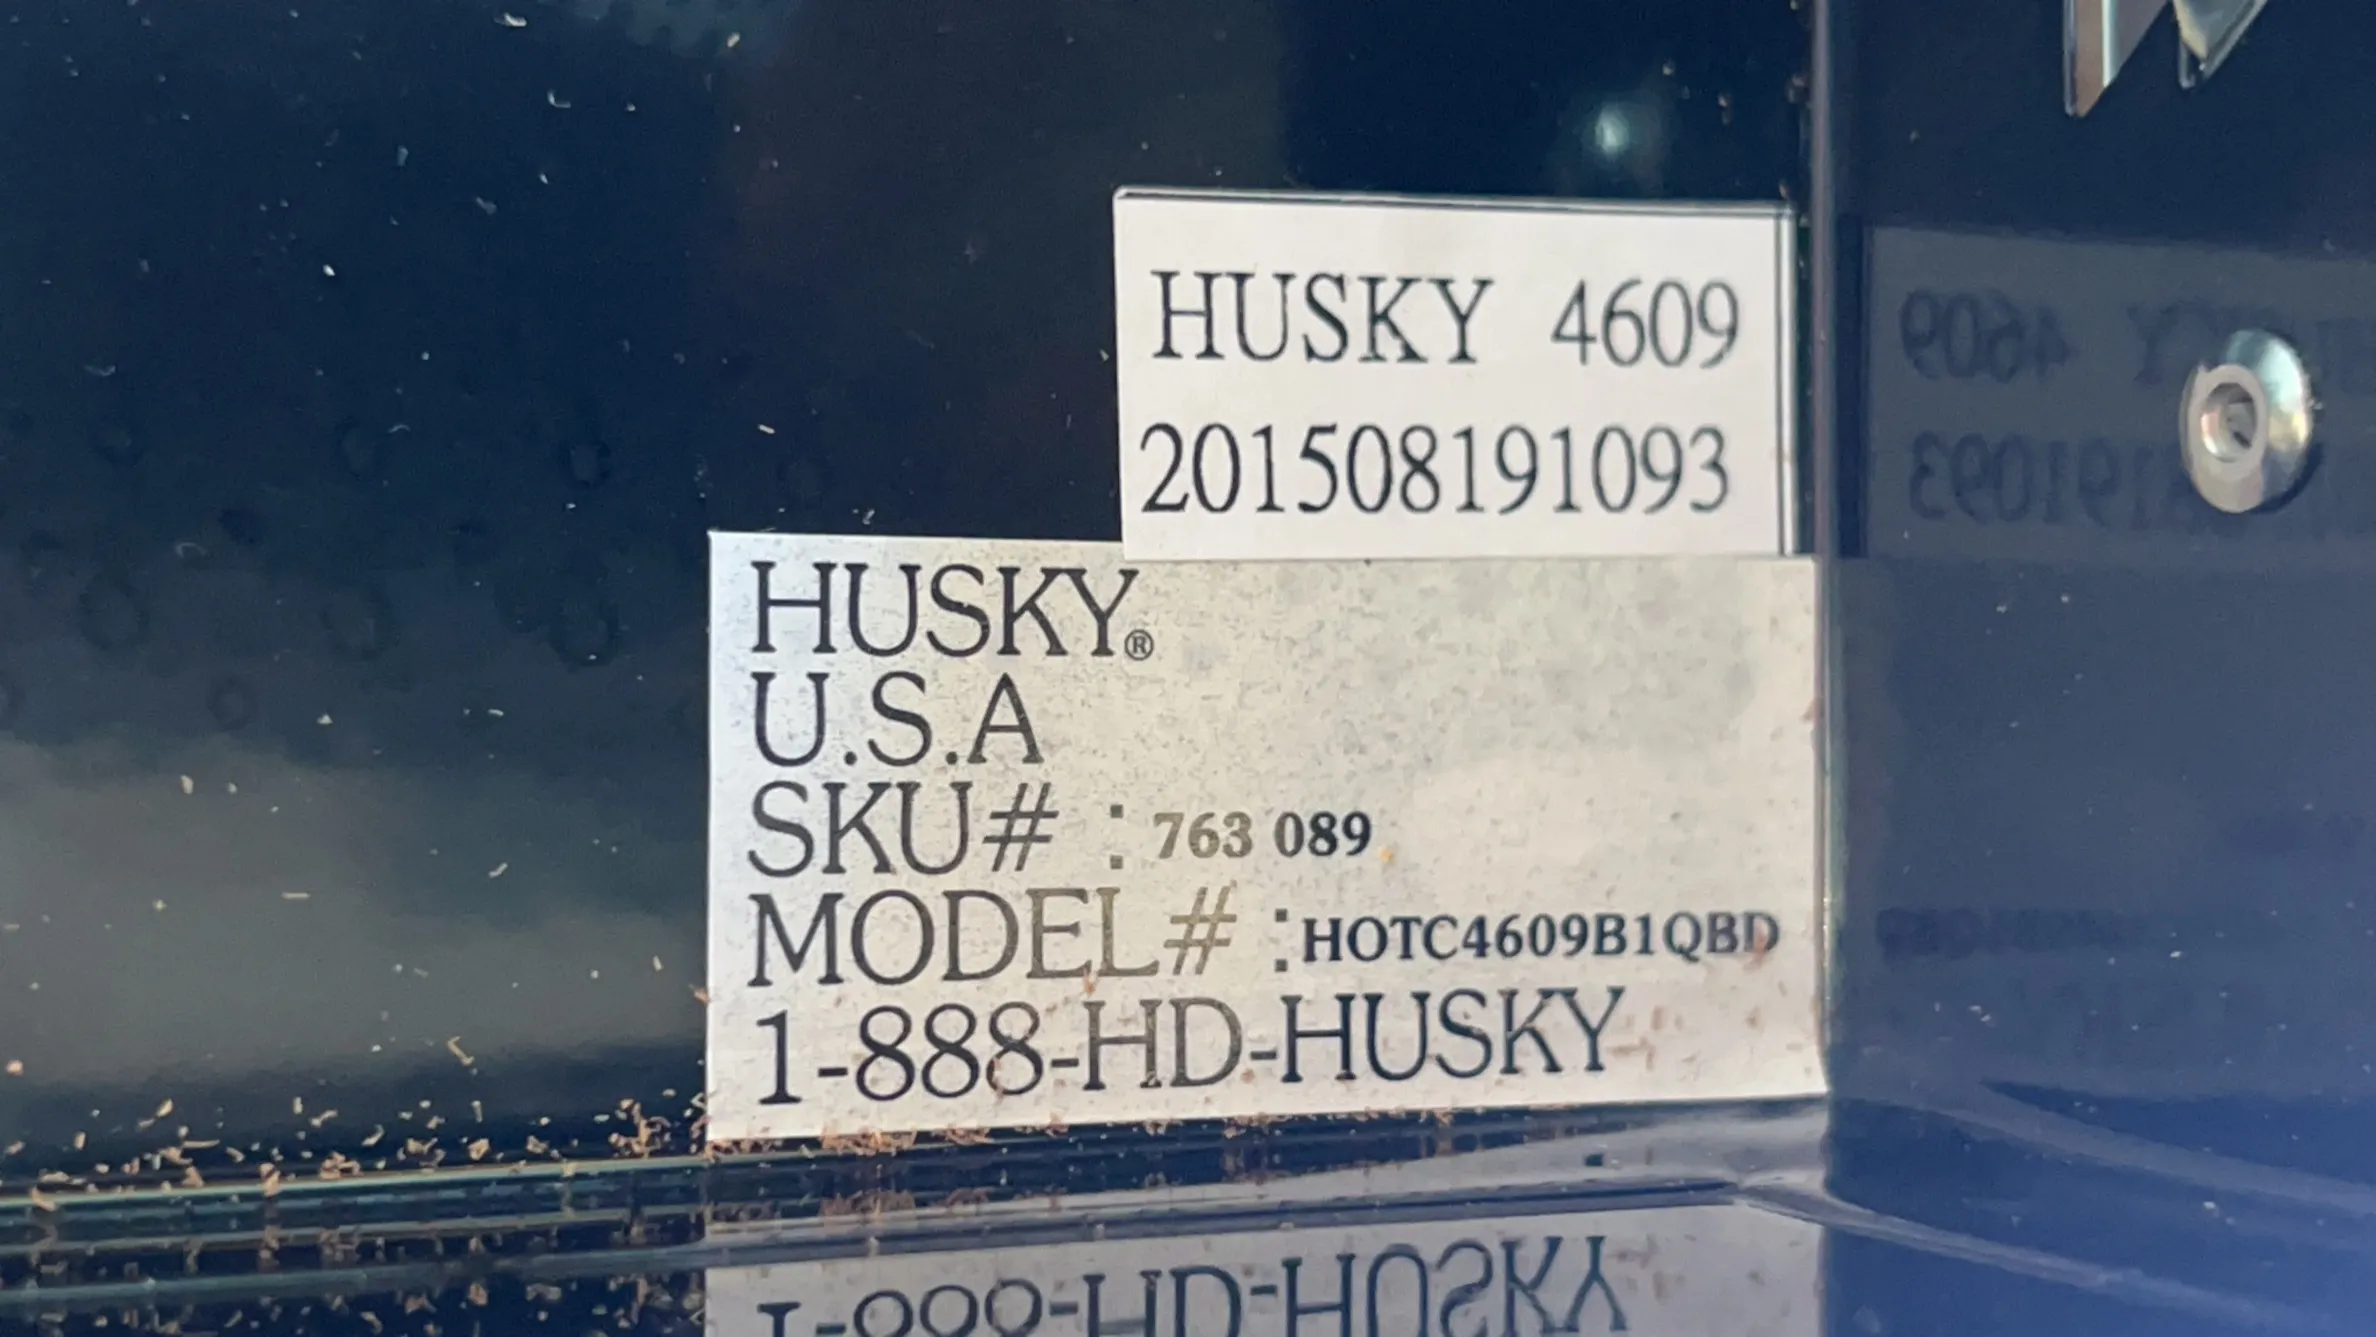 HUSKY 4609
201508191093
HUSKY®
U.S.A
SKU# : 763 089
MODEL# :HOTC4609B1QBD
1-888-HD-HUSKY